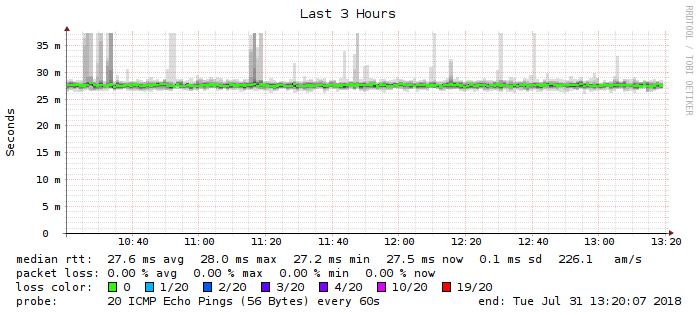 Last 3 Hours
RRDTOOL / TOBI OETIKER
Seconds
35 m
30 m
25 m
20 m
15 m
10 m
5 m
0
10:40 11:00 11:20 11:40 12:00 12:20 12:40 13:00 13:20
median rtt: 27.6 ms avg 28.0 ms max 27.2 ms min 27.5 ms now 0.1 ms sd 226.1 am/s
packet loss: 0.00 % avg 0.00 % max 0.00 % min 0.00 % now
loss color: 0 1/20 2/20 3/20 4/20 10/20 19/20
probe: 20 ICMP Echo Pings (56 Bytes) every 60s end: Tue Jul 31 13:20:07 2018